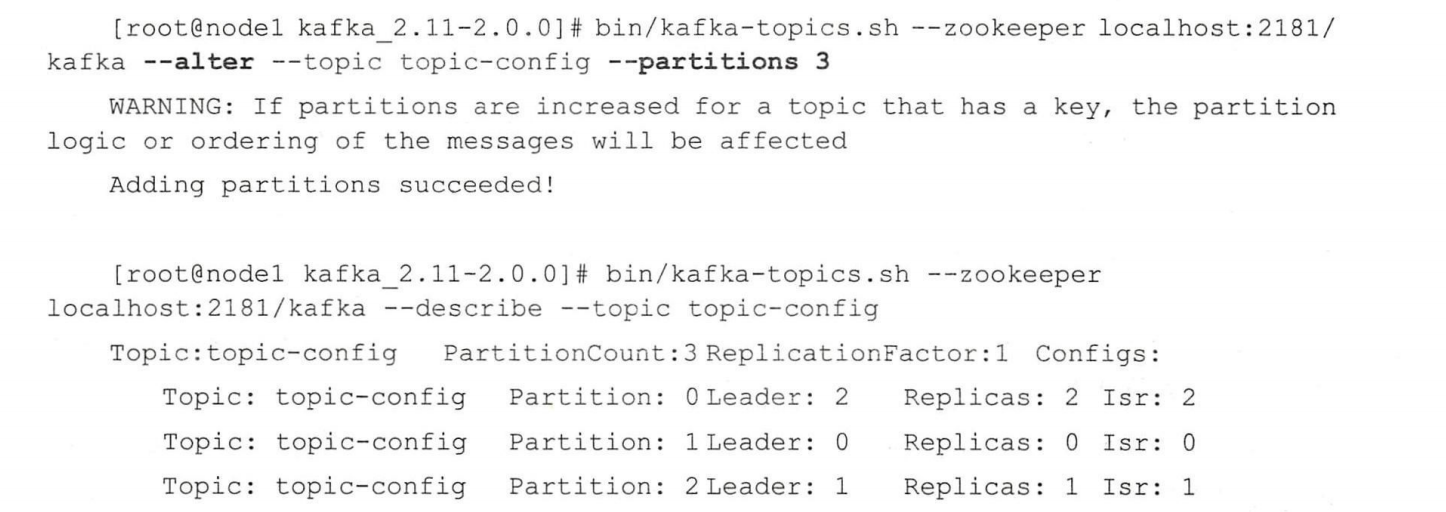 [root@node1 kafka_2.11-2.0.0]# bin/kafka-topics.sh --zookeeper localhost:2181/
kafka --alter --topic topic-config --partitions 3
WARNING: If partitions are increased for a topic that has a key, the partition
logic or ordering of the messages will be affected
Adding partitions succeeded!
[root@node1 kafka_2.11-2.0.0]# bin/kafka-topics.sh --zookeeper
localhost:2181/kafka --describe --topic topic-config
Topic:topic-config PartitionCount:3 ReplicationFactor:1 Configs:
Topic: topic-config Partition: 0 Leader: 2 Replicas: 2 Isr: 2
Topic: topic-config Partition: 1 Leader: 0 Replicas: 0 Isr: 0
Topic: topic-config Partition: 2 Leader: 1 Replicas: 1 Isr: 1